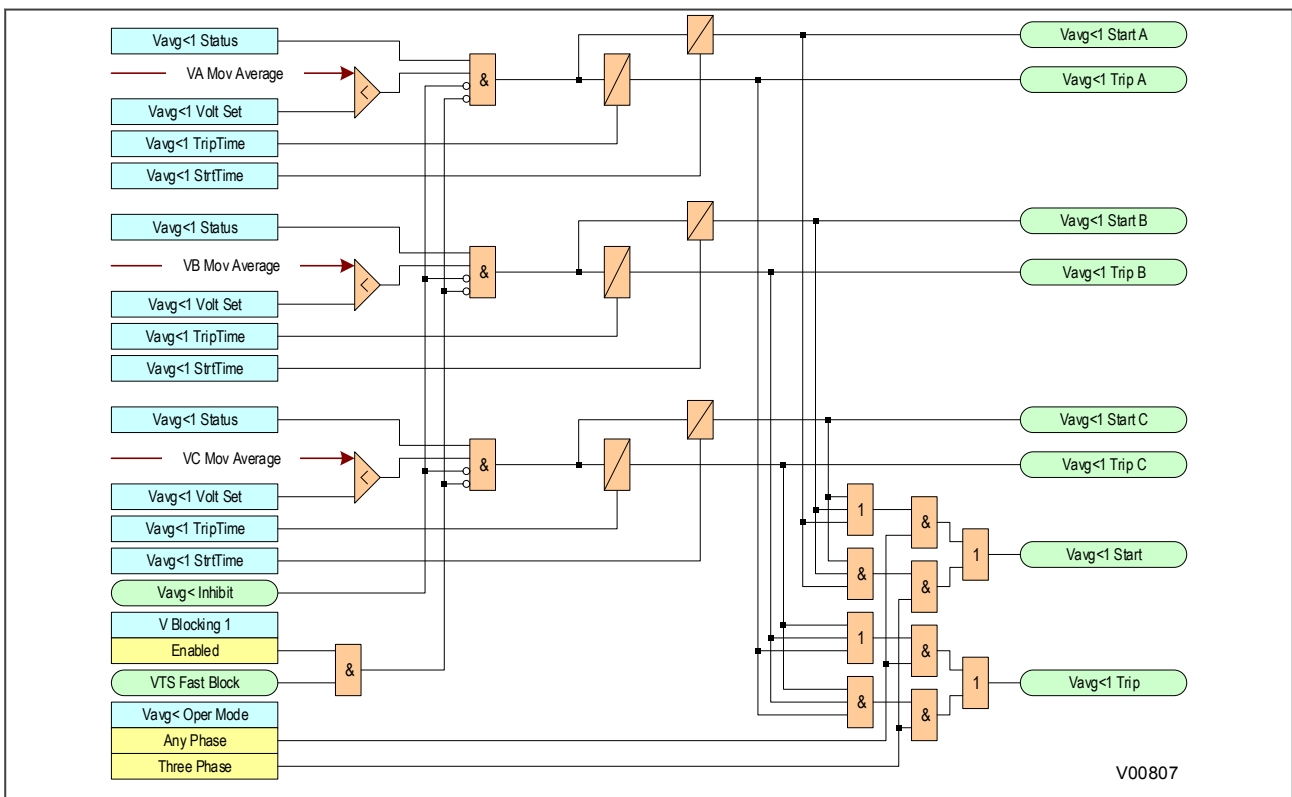 Vavg<1 Status
VA Mov Average
<
Vavg<1 Volt Set
Vavg<1 TripTime
Vavg<1 StrtTime
&
Vavg<1 Start A
Vavg<1 Trip A
Vavg<1 Status
VB Mov Average
<
Vavg<1 Volt Set
Vavg<1 TripTime
Vavg<1 StrtTime
&
Vavg<1 Start B
Vavg<1 Trip B
Vavg<1 Status
VC Mov Average
<
Vavg<1 Volt Set
Vavg<1 TripTime
Vavg<1 StrtTime
&
Vavg<1 Start C
Vavg<1 Trip C
Vavg< Inhibit
V Blocking 1
Enabled
VTS Fast Block
&
Vavg< Oper Mode
Any Phase
Three Phase
1
&
&
&
1
Vavg<1 Start
1
&
&
&
1
Vavg<1 Trip
V00807